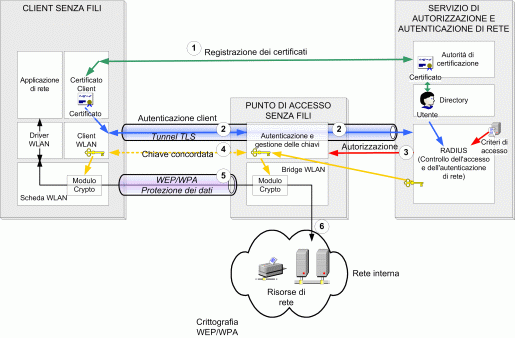 CLIENT SENZA FILI
SERVIZIO DI
AUTORIZZAZIONE E
AUTENTICAZIONE DI RETE
1
Registrazione dei certificati
Applicazione
di rete
Certificato
Client
Certificato
Autorità di
certificazione
Certificato
Directory
Utente
Autenticazione client
PUNTO DI ACCESSO
SENZA FILI
Driver
WLAN
Client
WLAN
Tunnel TLS
2
Autenticazione e
gestione delle chiavi
2
Criteri di
accesso
Chiave concordata
4
Autorizzazione
3
RADIUS
(Controllo dell'accesso
e dell'autenticazione
di rete)
Modulo
Crypto
Scheda WLAN
WEP/WPA
Protezione dei dati
5
Bridge WLAN
Modulo
Crypto
6
Rete interna
Risorse di
rete
Crittografia
WEP/WPA